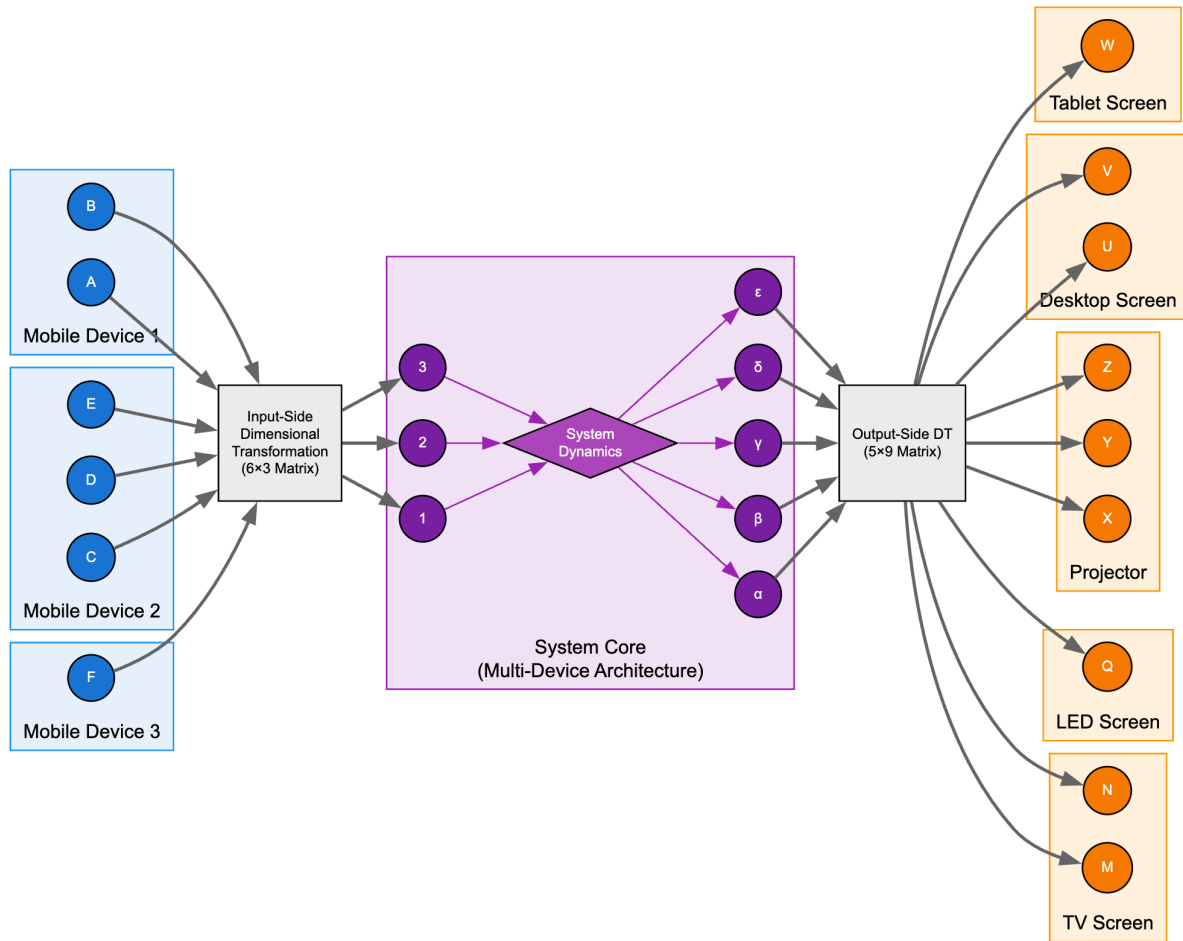 B
A
Mobile Device 1
E
D
C
Mobile Device 2
F
Mobile Device 3
Input-Side
Dimensional
Transformation
(6×3 Matrix)
3
2
1
System
Dynamics
ε
δ
γ
β
α
System Core
(Multi-Device Architecture)
Output-Side DT
(5×9 Matrix)
W
Tablet Screen
V
U
Desktop Screen
Z
Y
X
Projector
Q
LED Screen
N
M
TV Screen